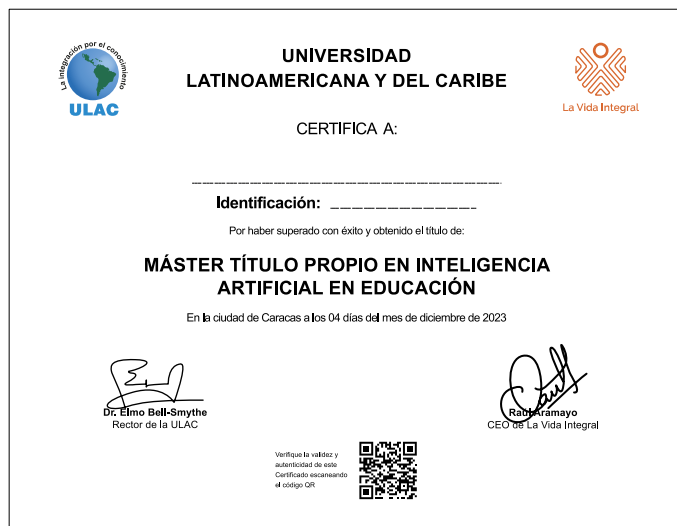 La integración por el conocimiento
ULAC
UNIVERSIDAD
LATINOAMERICANA Y DEL CARIBE
La Vida Integral
CERTIFICA A:
Identificación:
Por haber superado con éxito y obtenido el título de:
MÁSTER TÍTULO PROPIO EN INTELIGENCIA
ARTIFICIAL EN EDUCACIÓN
En la ciudad de Caracas a los 04 días del mes de diciembre de 2023
Dr. Elmo Bell-Smythe
Rector de la ULAC
Raúl Aramayo
CEO de La Vida Integral
Verifique la validez y
autenticidad de este
Certificado escaneando
el código QR